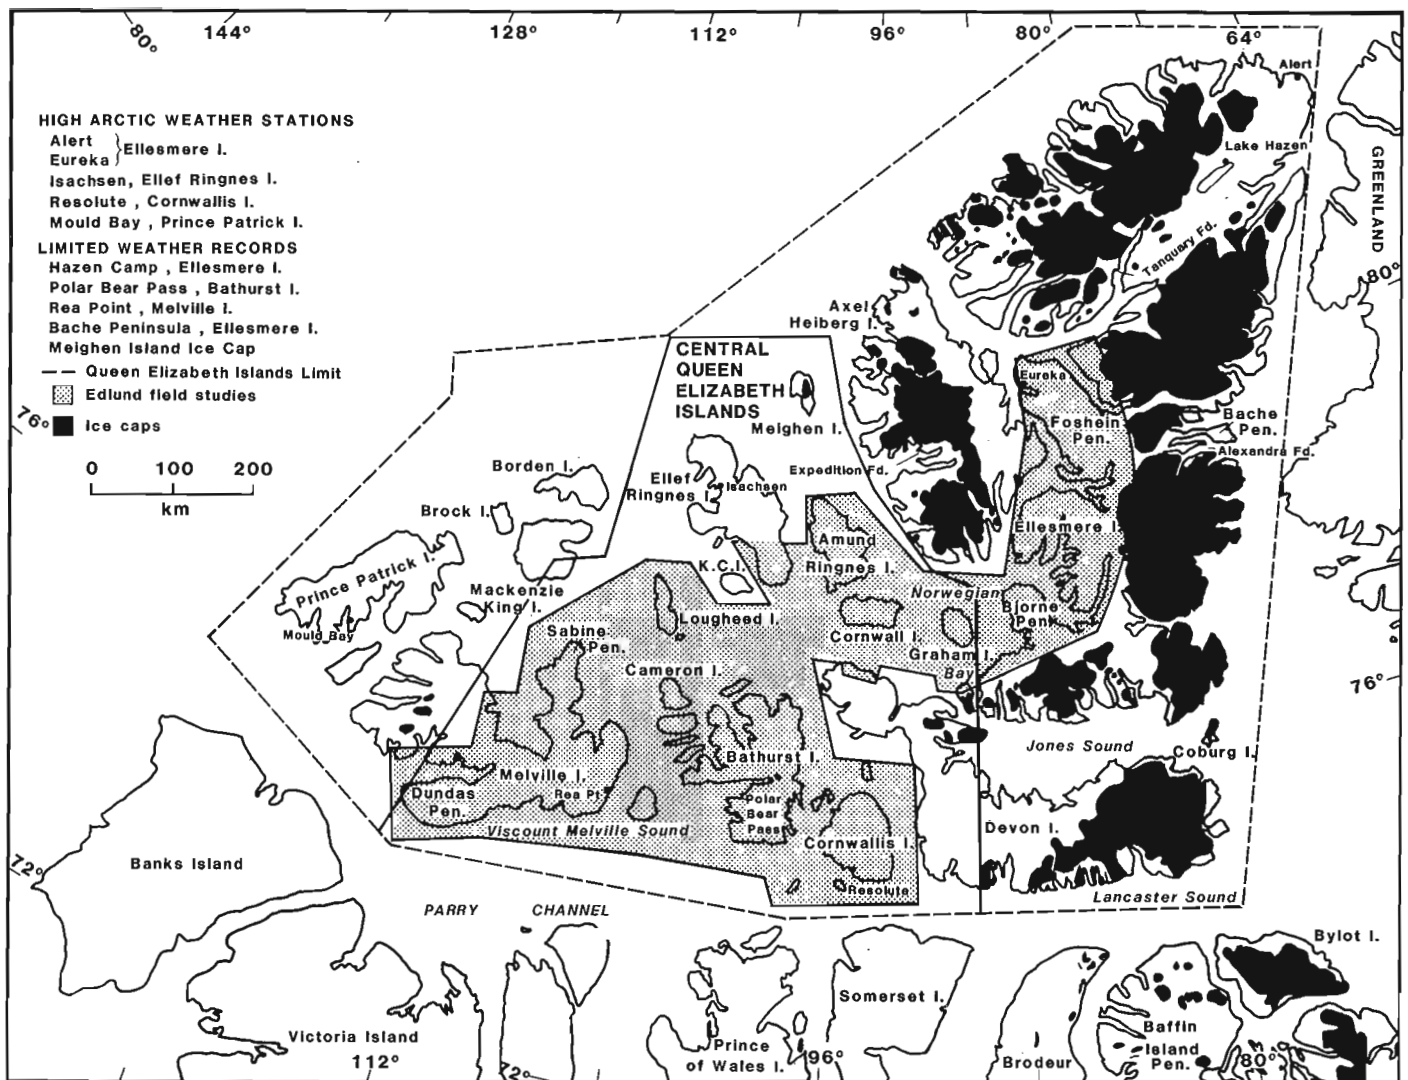 80° 144° 128° 112° 96° 80° 64°
Alert
HIGH ARCTIC WEATHER STATIONS
Alert
Eureka } Ellesmere I.
Isachsen, Ellef Ringnes I.
Resolute , Cornwallis I.
Mould Bay , Prince Patrick I.
LIMITED WEATHER RECORDS
Hazen Camp , Ellesmere I.
Polar Bear Pass , Bathurst I.
Rea Point , Melville I.
Bache Peninsula , Ellesmere I.
Meighen Island Ice Cap
Queen Elizabeth Islands Limit
Edlund field studies
Ice caps
76°
0 100 200
km
Lake Hazen
GREENLAND
Tanquary Fd.
80°
Axel
Heiberg I.
CENTRAL
QUEEN
ELIZABETH
ISLANDS
Meighen I.
Eureka
Foshein
Pen.
Bache
Pen.
Alexandra Fd.
Expedition Fd.
Borden I.
Ellef
Ringnes I.
Isachsen
Brock I.
Ellesmere I.
Amund
Ringnes I.
K.C.I.
Prince Patrick I.
Mackenzie
King I.
Mould Bay
Norwegian
Bjorne
Pen.
Lougheed I.
Cornwall I.
Sabine
Pen.
Graham I.
Bay
Cameron I.
76°
Jones Sound
Coburg I.
Bathurst I.
Melville I.
Rea Pt
Dundas
Pen.
Polar
Bear
Pass
Viscount Melville Sound
Devon I.
Cornwallis I.
72°
Banks Island
Resolute
Lancaster Sound
PARRY CHANNEL
Bylot I.
Somerset I.
Victoria Island
Baffin
Island
Pen.
Prince
of Wales I.
Brodeur
112° 72° 96° 80°